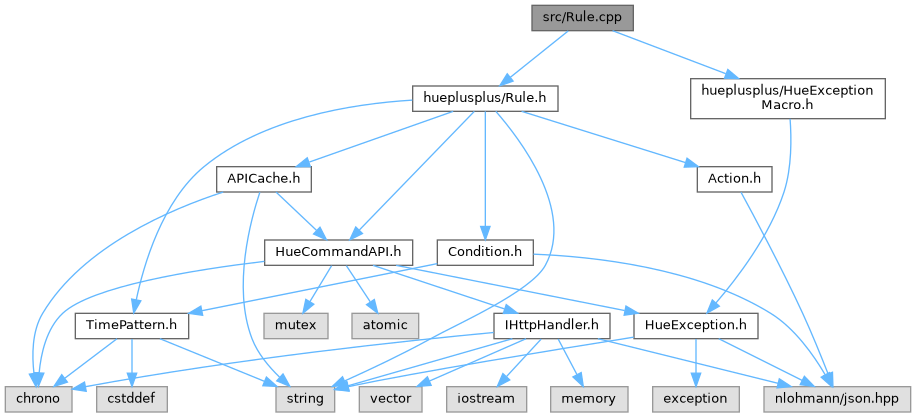 src/Rule.cpp
hueplusplus/Rule.h
hueplusplus/HueException
Macro.h
APICache.h
Action.h
HueCommandAPI.h
Condition.h
TimePattern.h
mutex
atomic
IHttpHandler.h
HueException.h
chrono
cstddef
string
vector
iostream
memory
exception
nlohmann/json.hpp